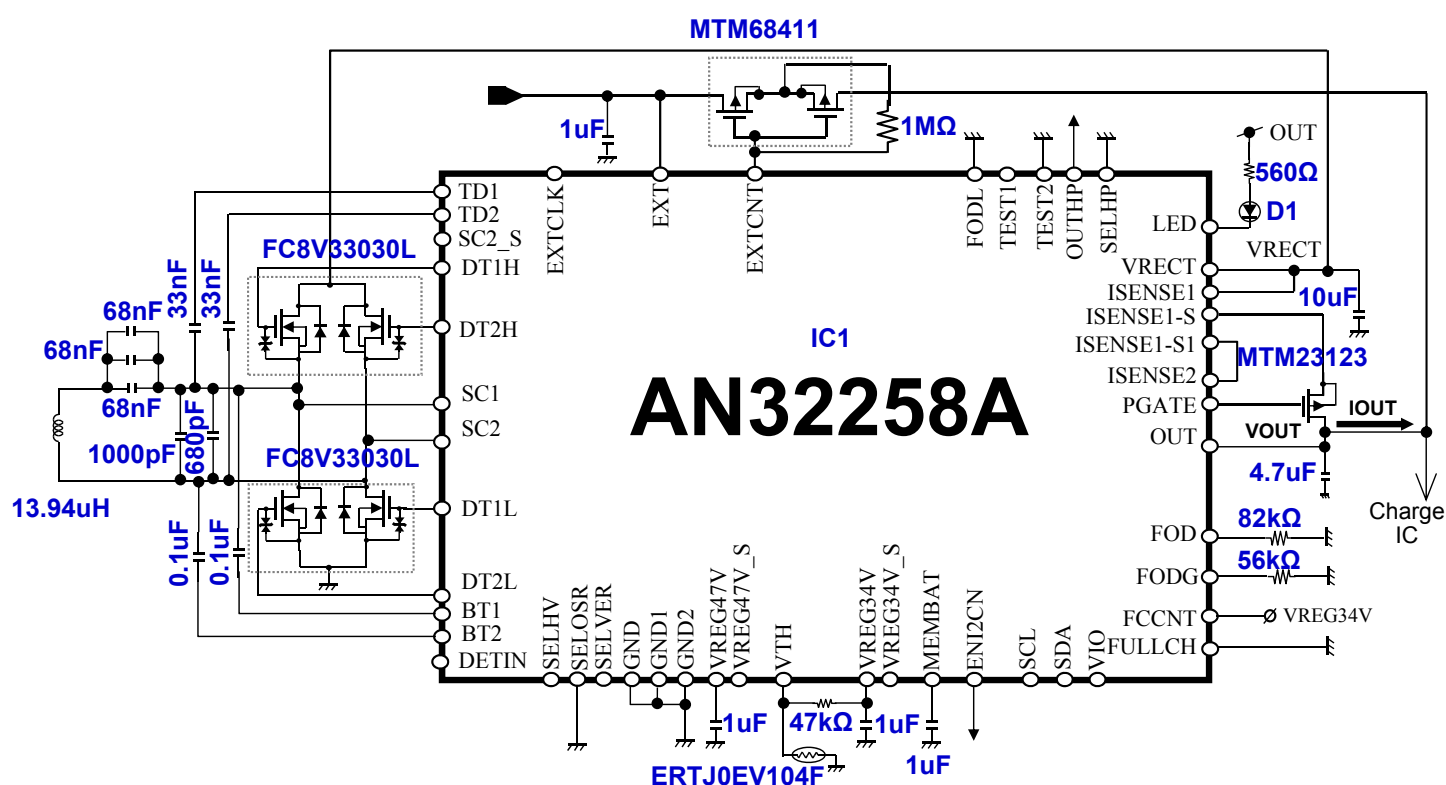 MTM68411
1uF
1MΩ
OUT
560Ω
D1
TD1
TD2
SC2_S
DT1H
DT2H
SC1
SC2
DT1L
DT2L
BT1
BT2
DETIN
EXTCLK
EXT
EXTCNT
FODL
TEST1
TEST2
OUTHP
SELHP
LED
VRECT
VRECT
ISENSE1
ISENSE1-S
ISENSE1-S1
ISENSE2
PGATE
OUT
FOD
FODG
FCCNT
FULLCH
10uF
MTM23123
IOUT
VOUT
4.7uF
Charge
IC
82kΩ
56kΩ
VREG34V
FC8V33030L
33nF
33nF
68nF
68nF
68nF
1000pF
680pF
FC8V33030L
13.94uH
0.1uF
0.1uF
IC1
AN32258A
SELHV
SELOSR
SELVER
GND
GND1
GND2
VREG47V
VREG47V_S
VTH
VREG34V
VREG34V_S
MEMBAT
ENI2CN
SCL
SDA
VIO
1uF
47kΩ
1uF
1uF
ERTJ0EV104F